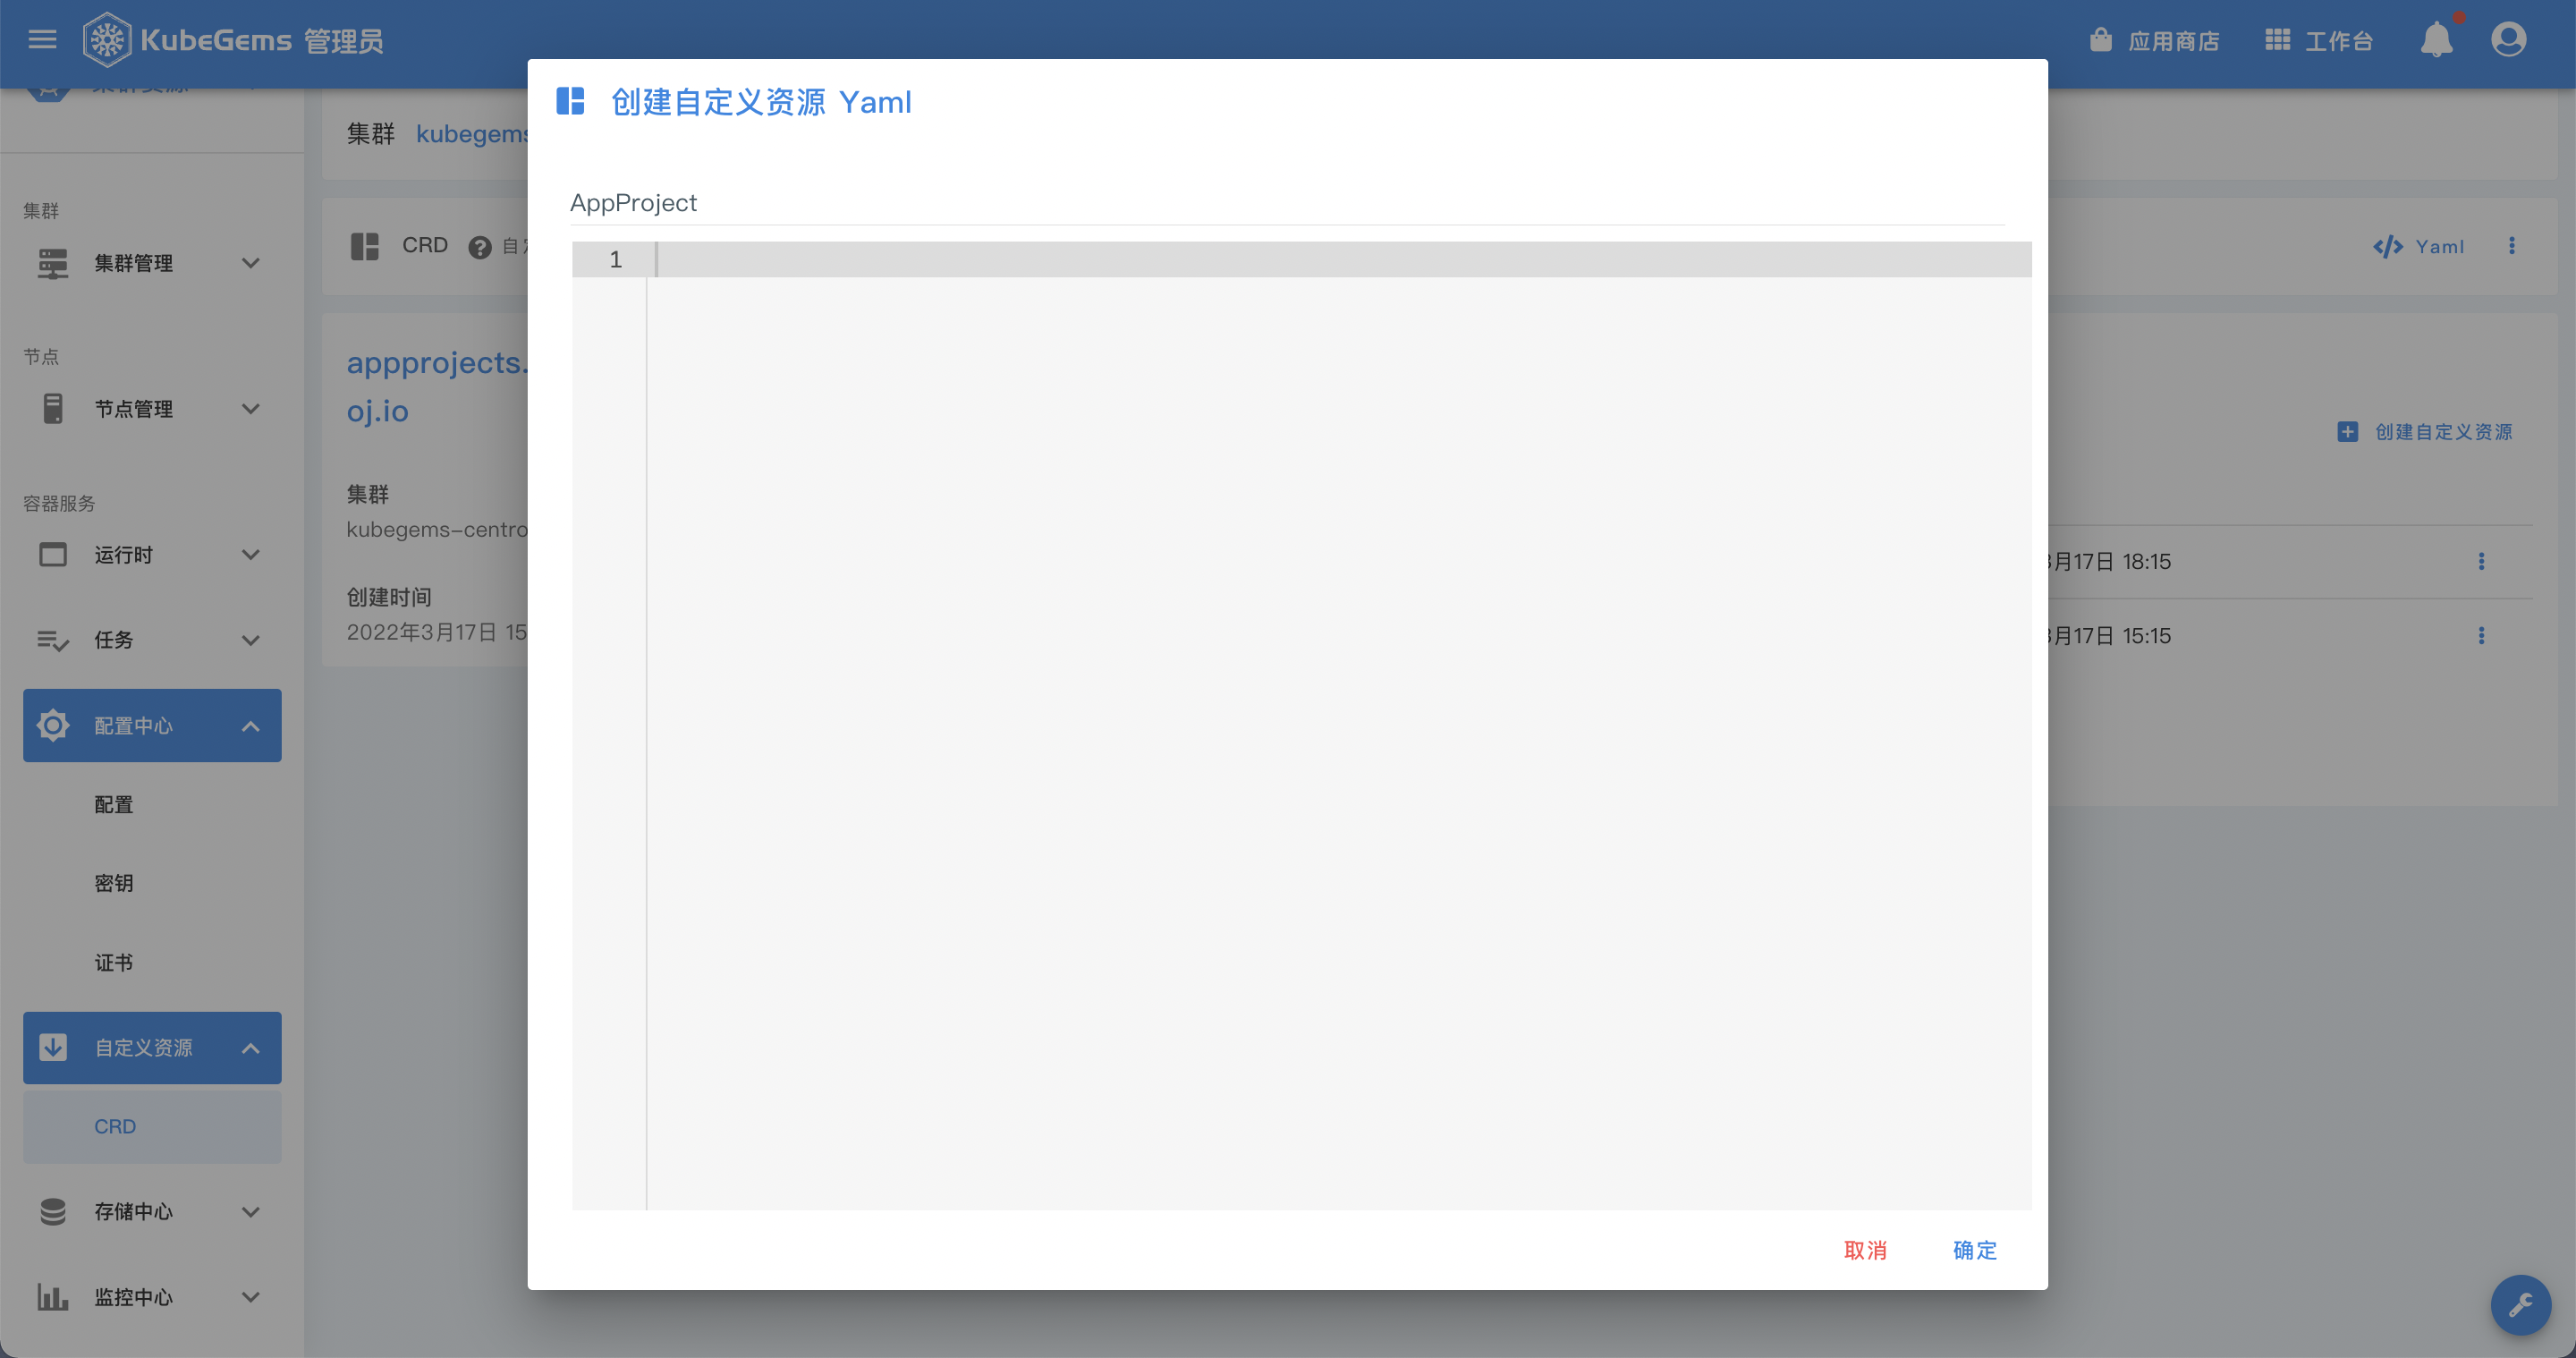 KubeGems 管理员
应用商店
工作台
集群资源
集群
集群管理
节点
节点管理
容器服务
运行时
任务
配置中心
配置
密钥
证书
自定义资源
CRD
存储中心
监控中心
集群 kubegems
CRD 自定
Yaml
appprojects.
oj.io
集群
kubegems-centro
创建时间
2022年3月17日 15
创建自定义资源
月17日 18:15
月17日 15:15
创建自定义资源 Yaml
AppProject
1
取消
确定